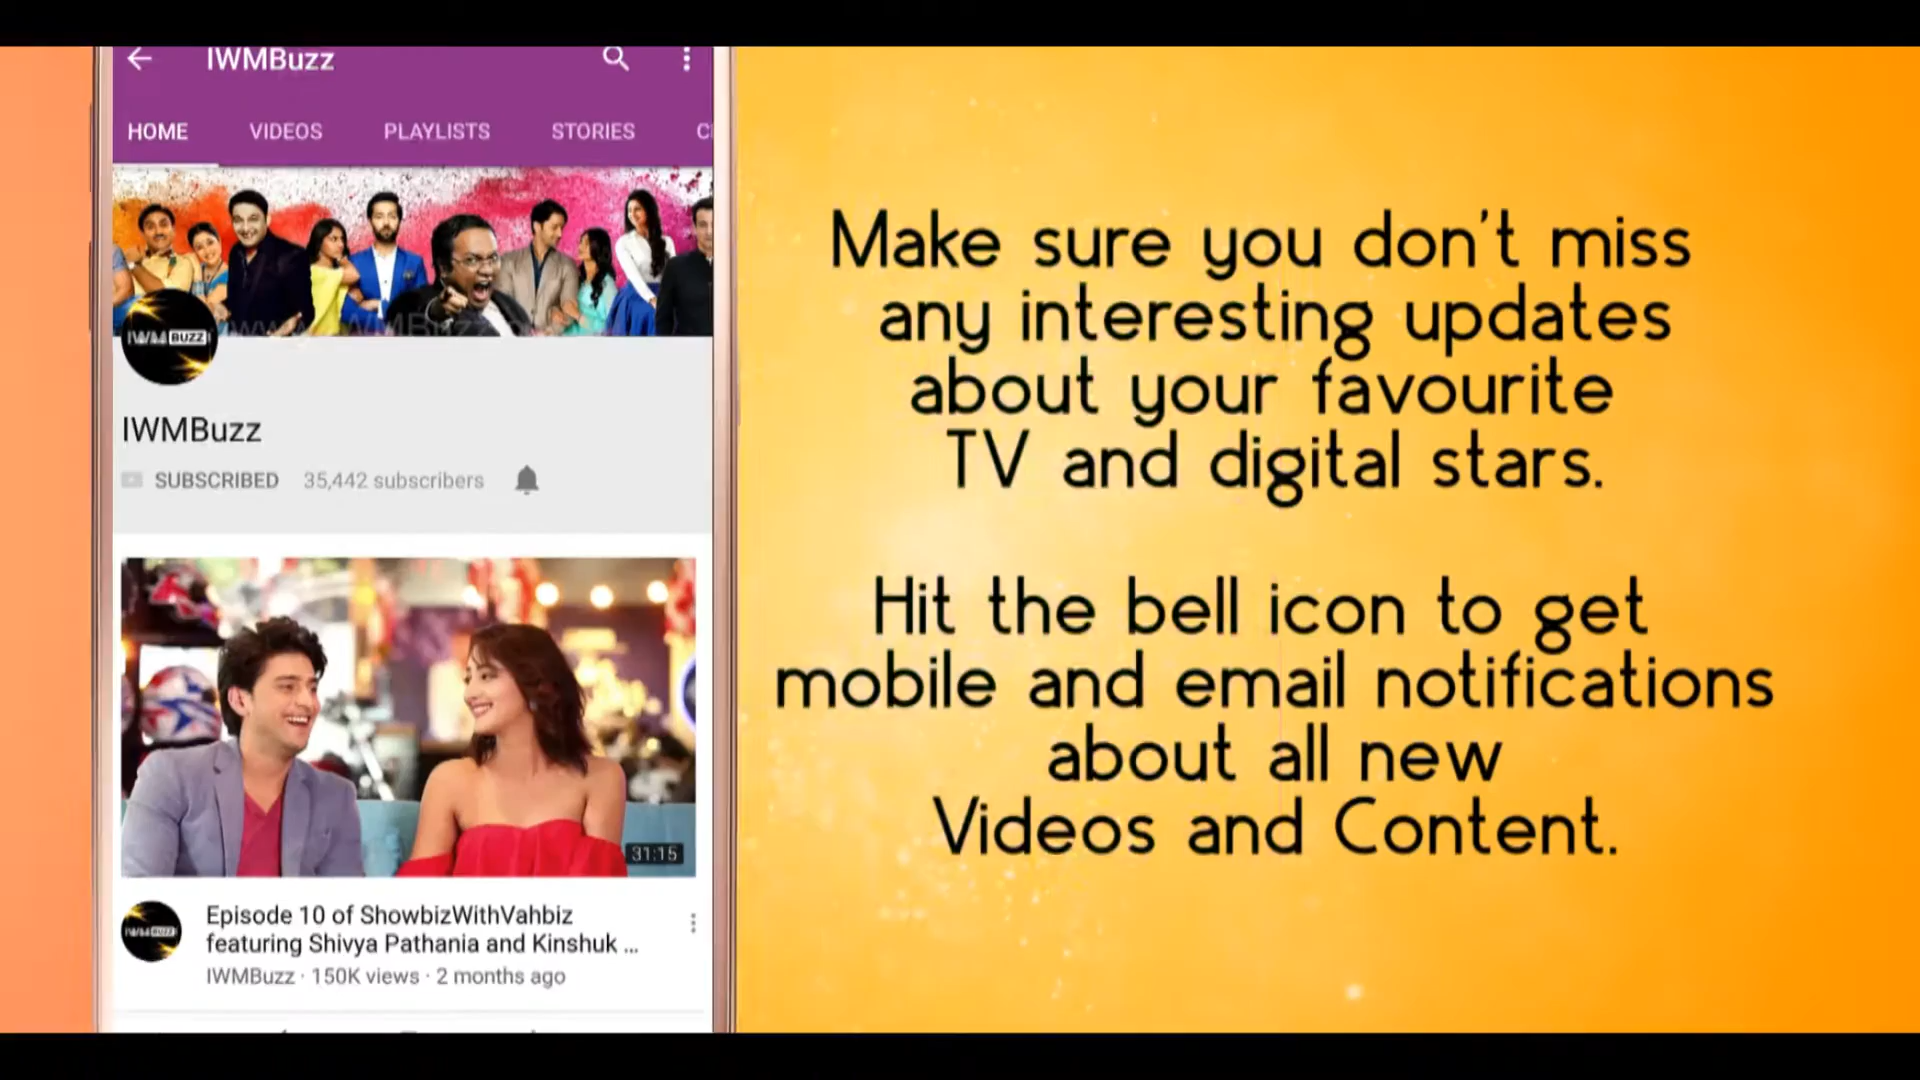 IWMBuzz
HOME VIDEOS PLAYLISTS STORIES
IWMBUZZ
IWMBuzz
SUBSCRIBED 35,442 subscribers
31:15
IWMBUZZ
Episode 10 of ShowbizWithVahbiz
featuring Shivya Pathania and Kinshuk ...
IWMBuzz · 150K views · 2 months ago
Make sure you don't miss
any interesting updates
about your favourite
TV and digital stars.
Hit the bell icon to get
mobile and email notifications
about all new
Videos and Content.